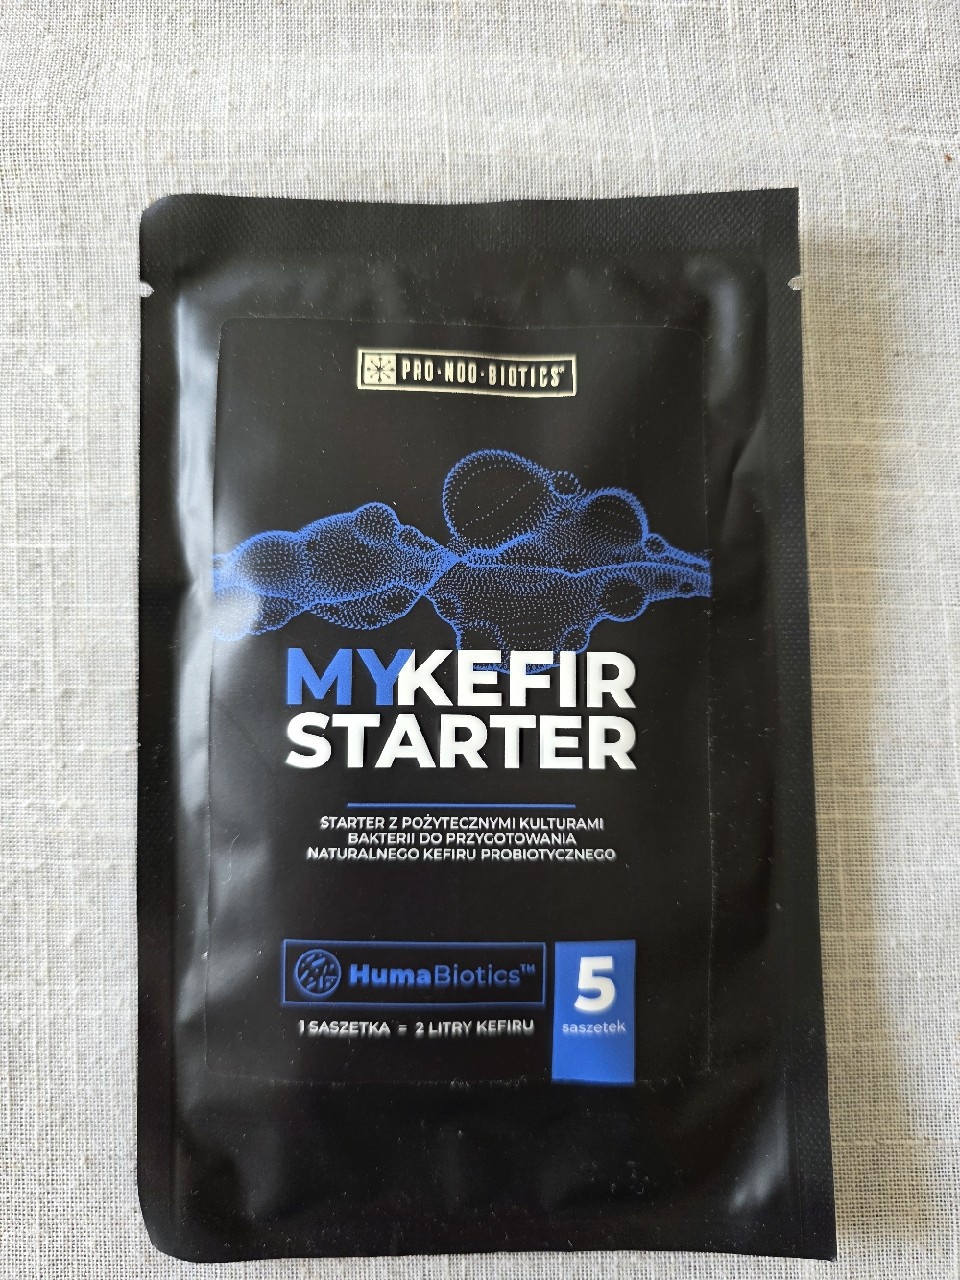 PRO·NOO·BIOTICS®
MYKEFIR
STARTER
STARTER Z POŻYTECZNYMI KULTURAMI
BAKTERII DO PRZYGOTOWANIA
NATURALNEGO KEFIRU PROBIOTYCZNEGO
HumaBiotics™
1 SASZETKA = 2 LITRY KEFIRU
5
saszetek